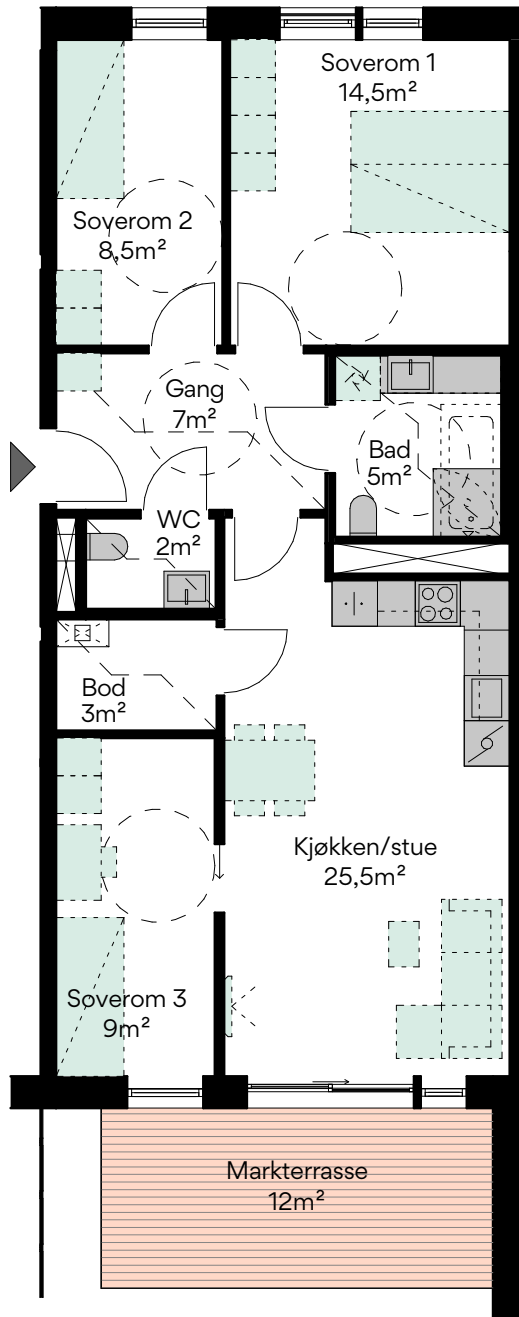 Soverom 1
14,5m²
Soverom 2
8,5m²
Gang
7m²
Bad
5m²
WC
2m²
Bod
3m²
Kjøkken/stue
25,5m²
Soverom 3
9m²
Markterrasse
12m²